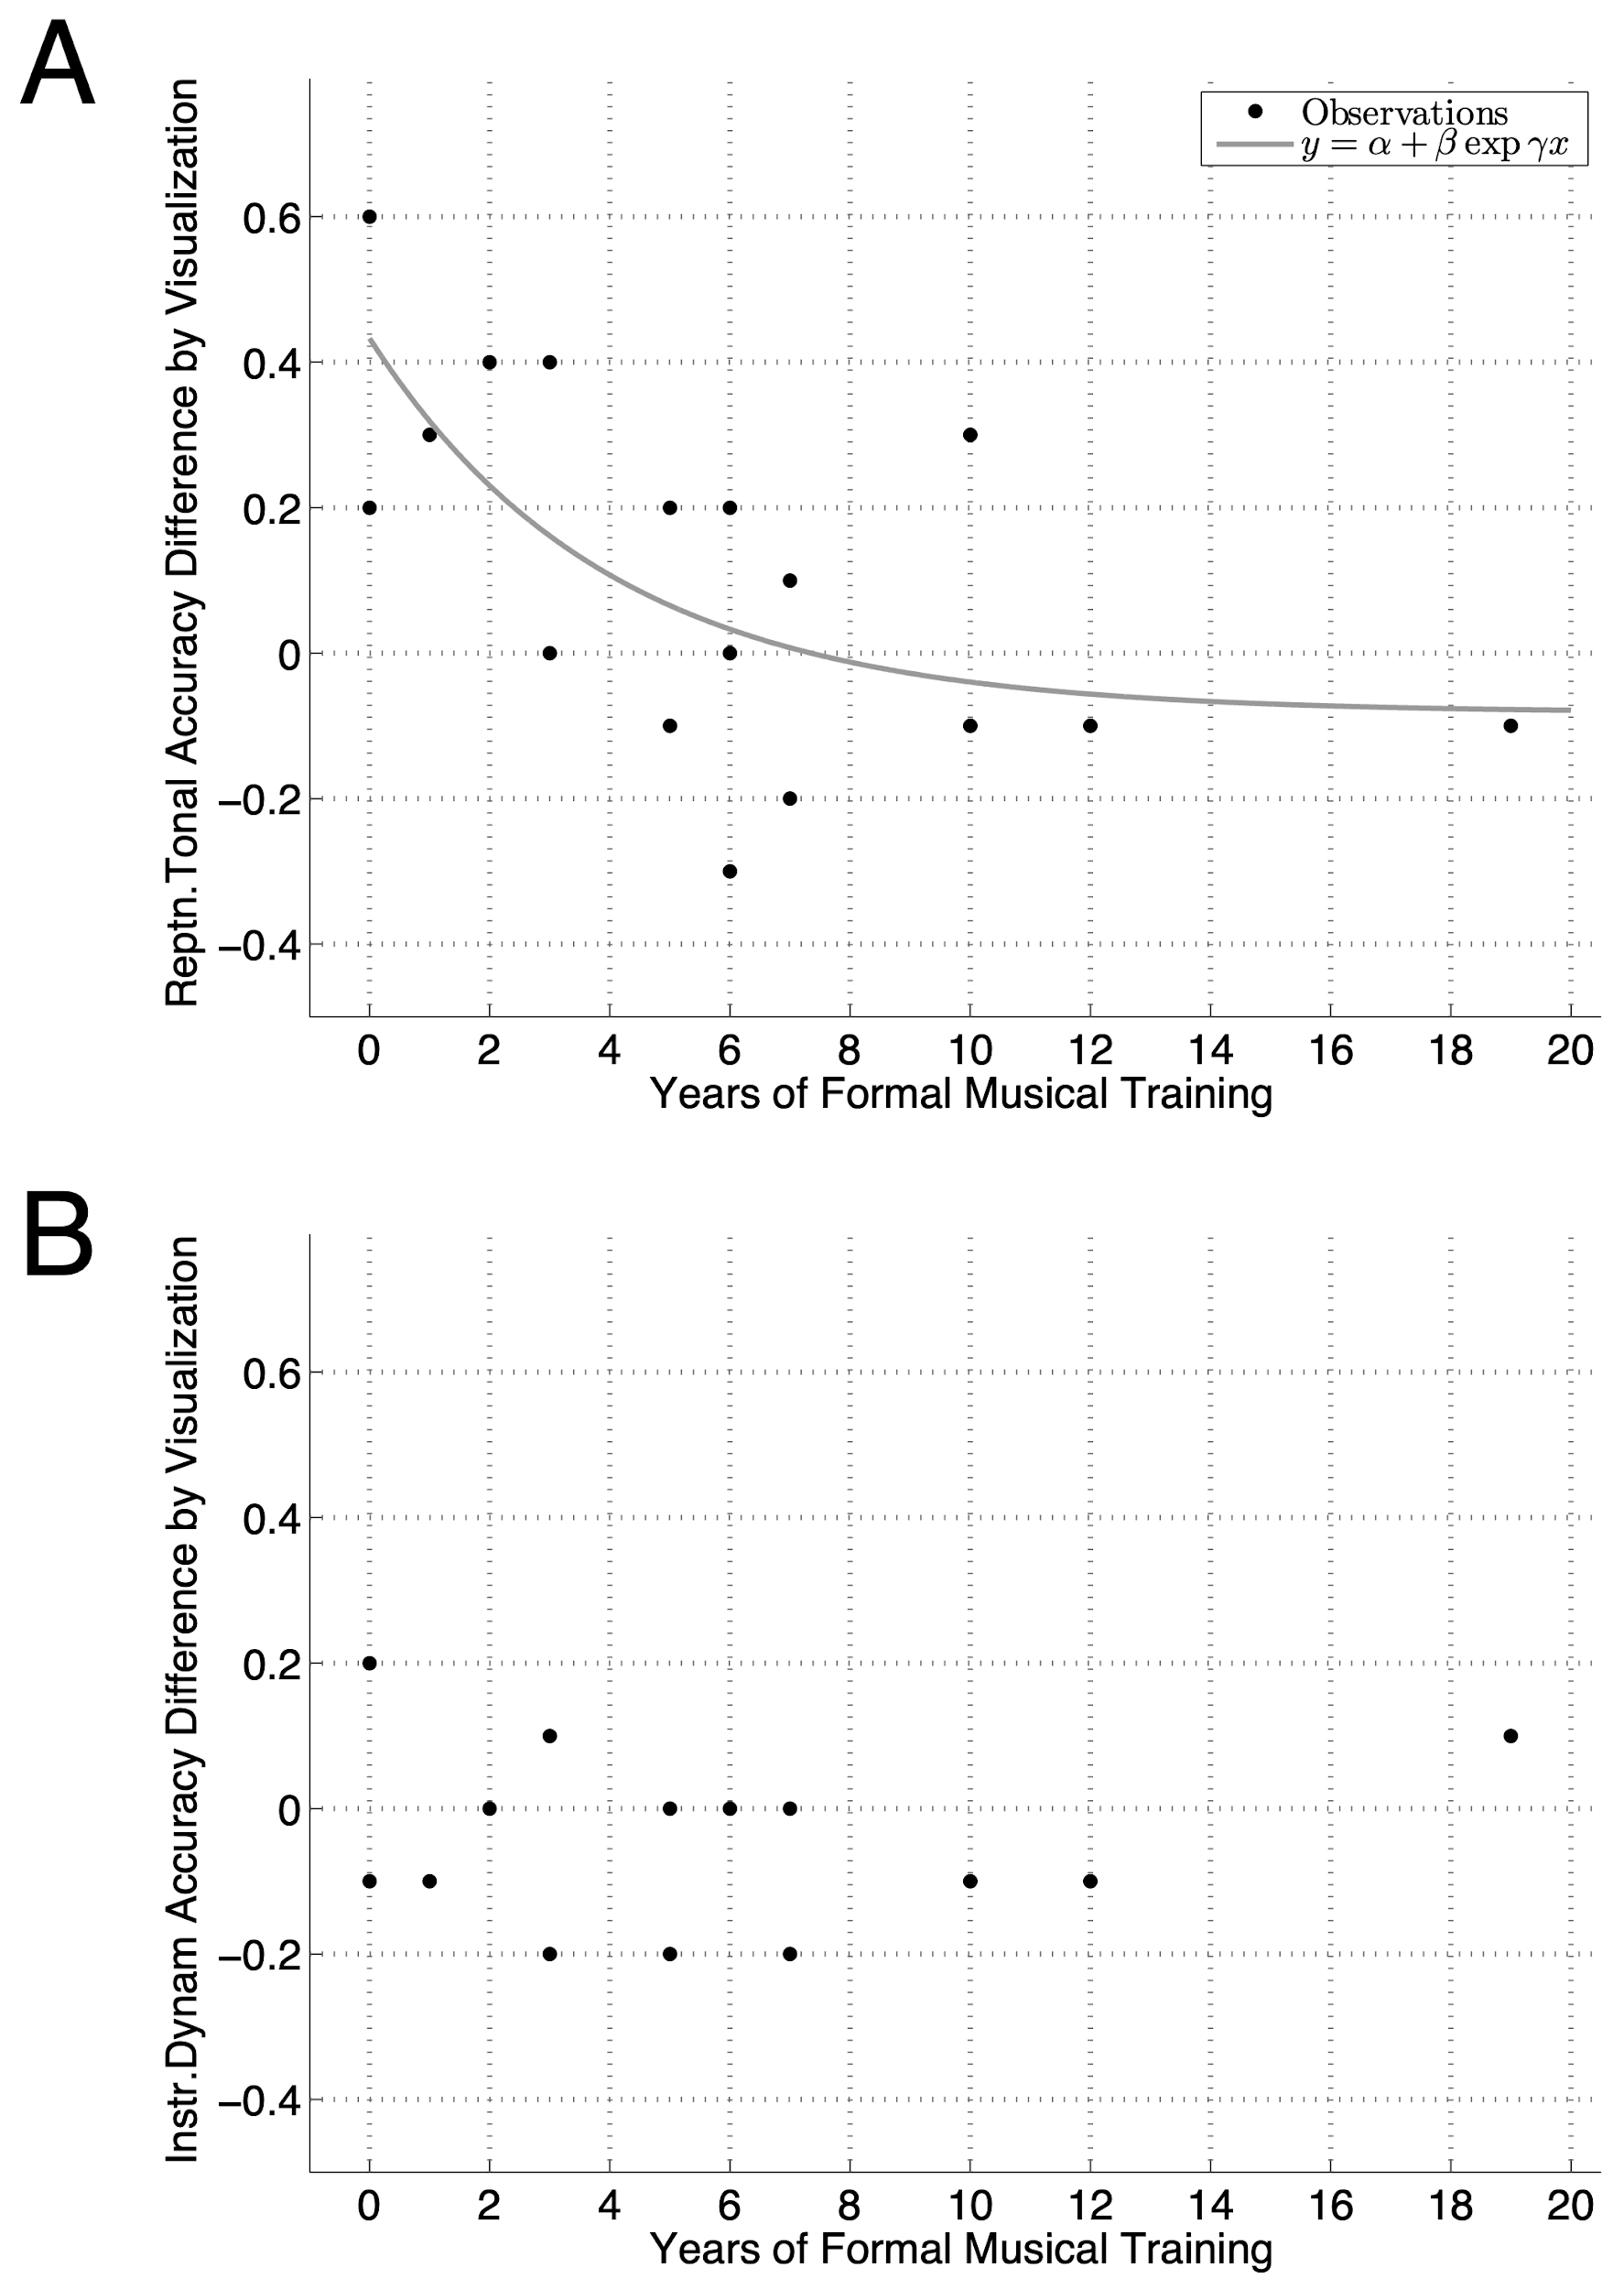 A
Reptn.Tonal Accuracy Difference by Visualization
Observations
y = α + β exp γx
0.6
0.4
0.2
0
−0.2
−0.4
0 2 4 6 8 10 12 14 16 18 20
Years of Formal Musical Training
B
Instr.Dynam Accuracy Difference by Visualization
0.6
0.4
0.2
0
−0.2
−0.4
0 2 4 6 8 10 12 14 16 18 20
Years of Formal Musical Training